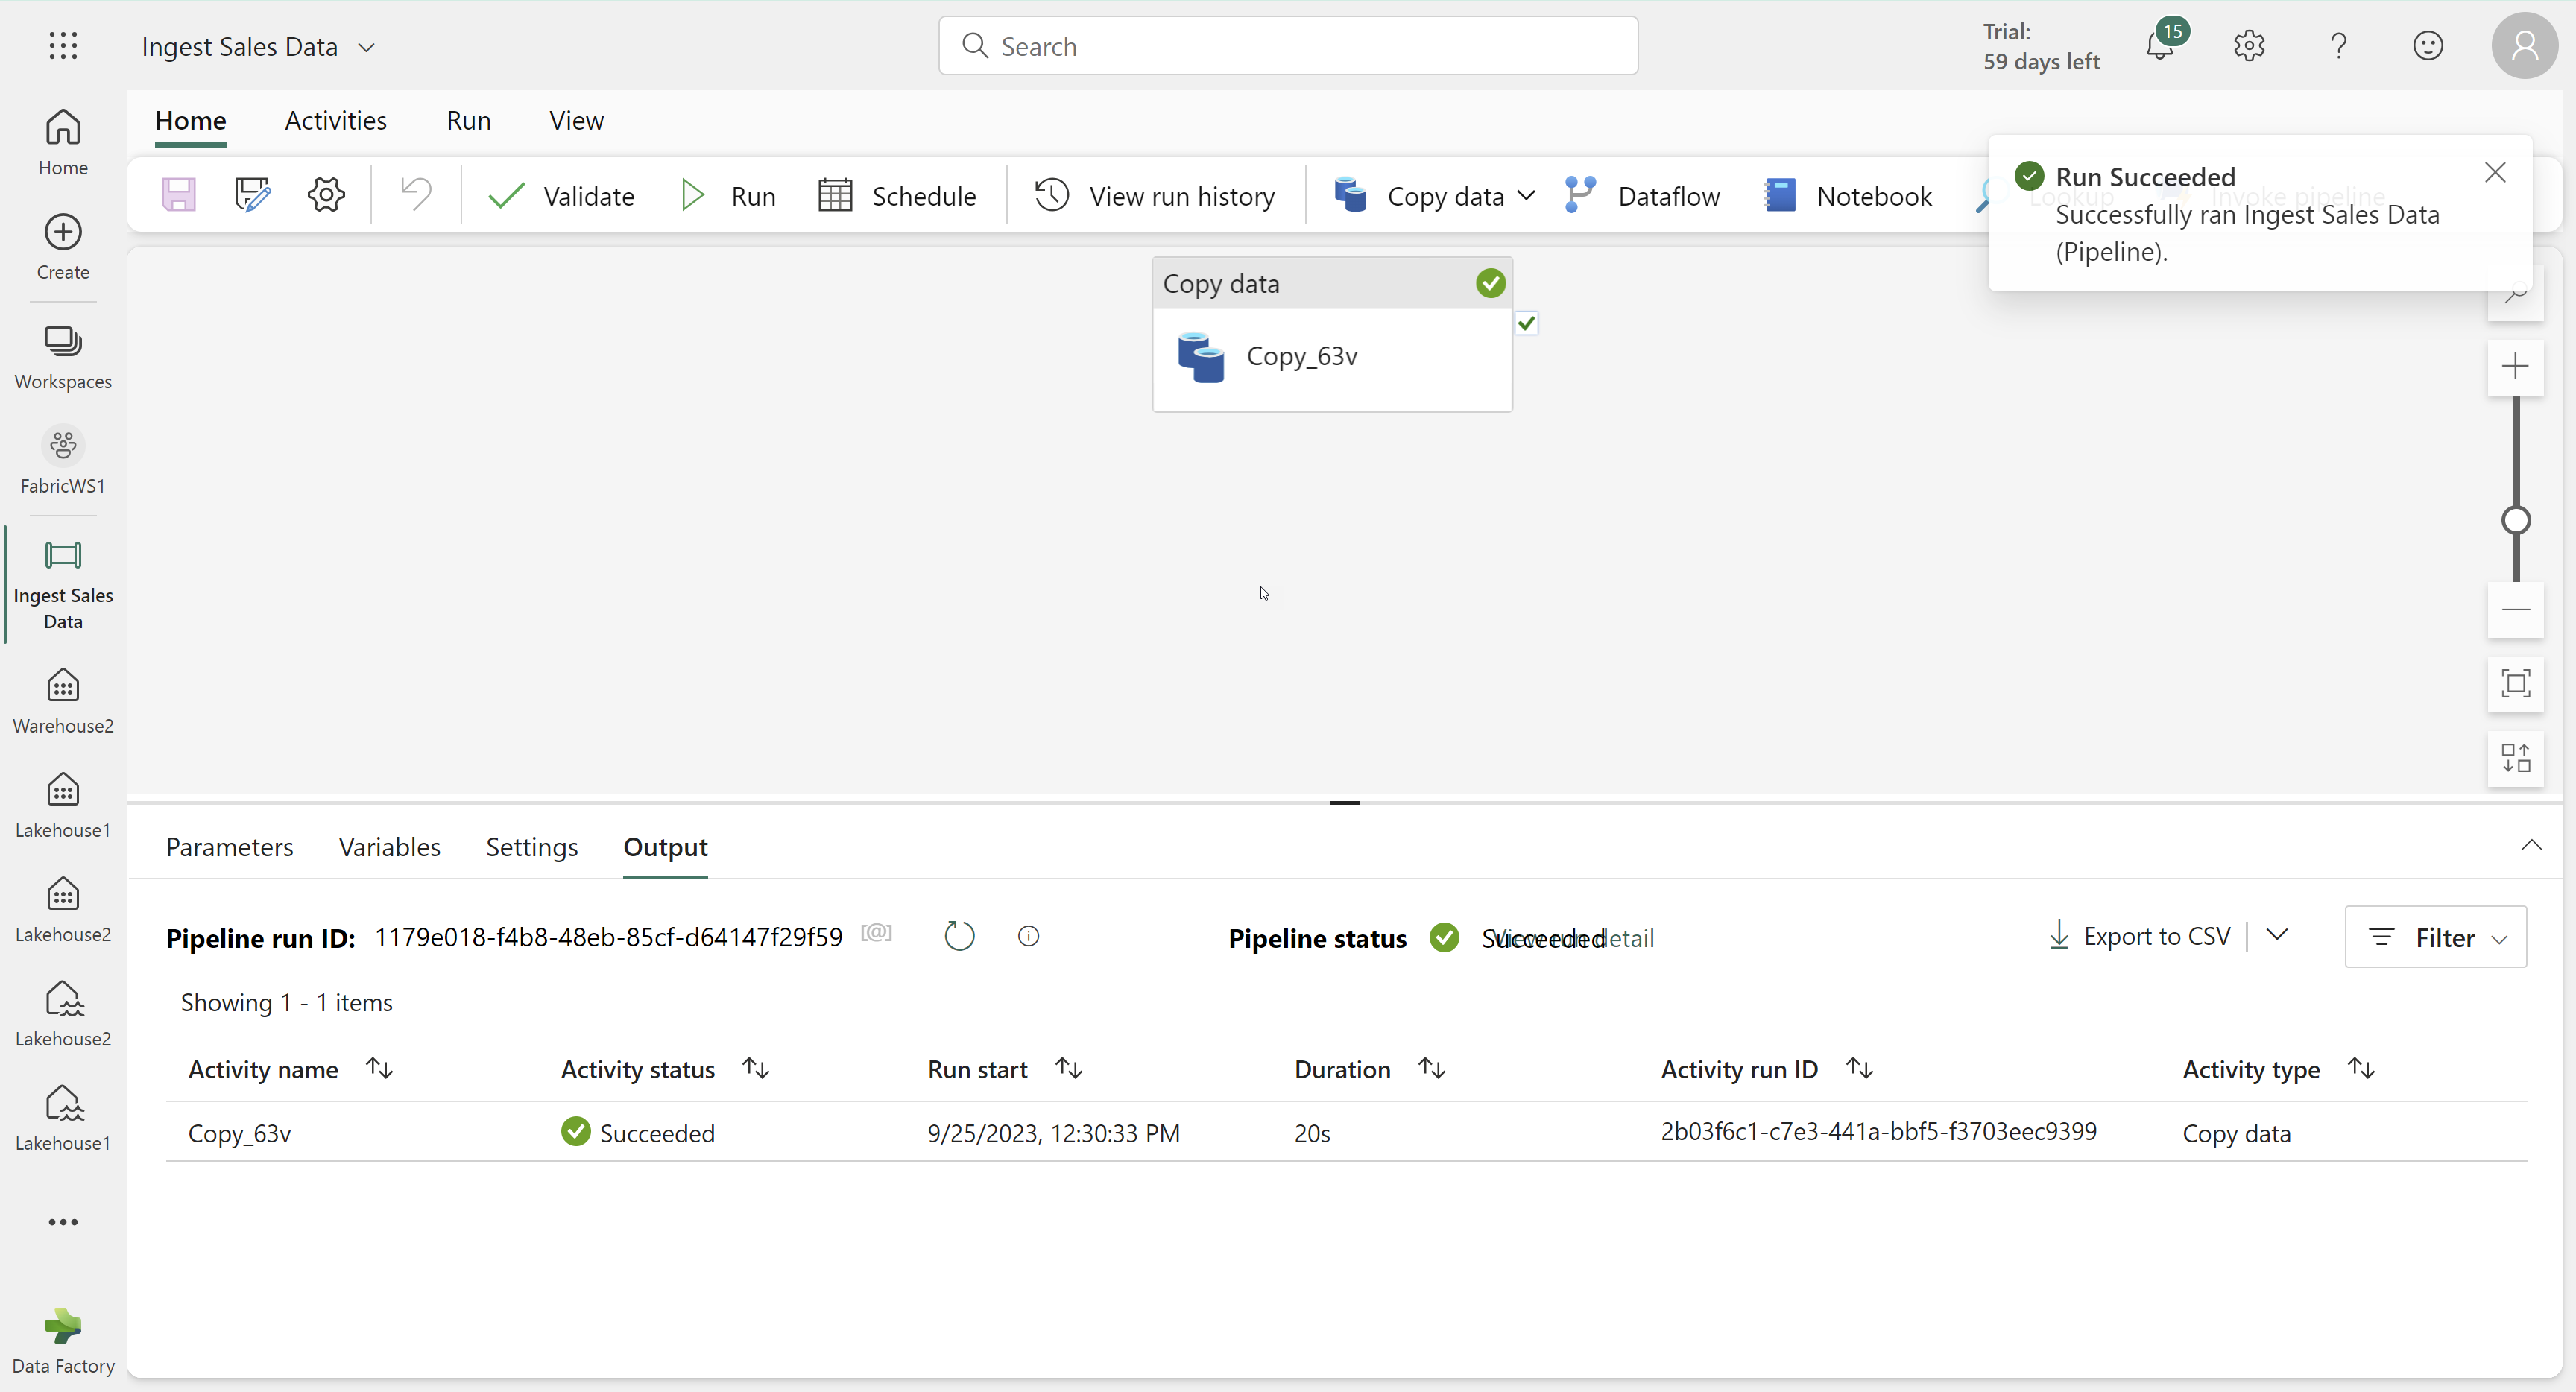 Ingest Sales Data
Search
Trial:
59 days left
15
Home
Create
Workspaces
FabricWS1
Ingest Sales
Data
Warehouse2
Lakehouse1
Lakehouse2
Lakehouse2
Lakehouse1
Data Factory
Home Activities Run View
Validate Run Schedule View run history Copy data Dataflow Notebook Lookup Invoke pipeline
Run Succeeded
Successfully ran Ingest Sales Data
(Pipeline).
Copy data
Copy_63v
Parameters Variables Settings Output
Pipeline run ID: 1179e018-f4b8-48eb-85cf-d64147f29f59 [@] Pipeline status Succeeded View run detail Export to CSV Filter
Showing 1 - 1 items
Activity name Activity status Run start Duration Activity run ID Activity type
Copy_63v Succeeded 9/25/2023, 12:30:33 PM 20s 2b03f6c1-c7e3-441a-bbf5-f3703eec9399 Copy data